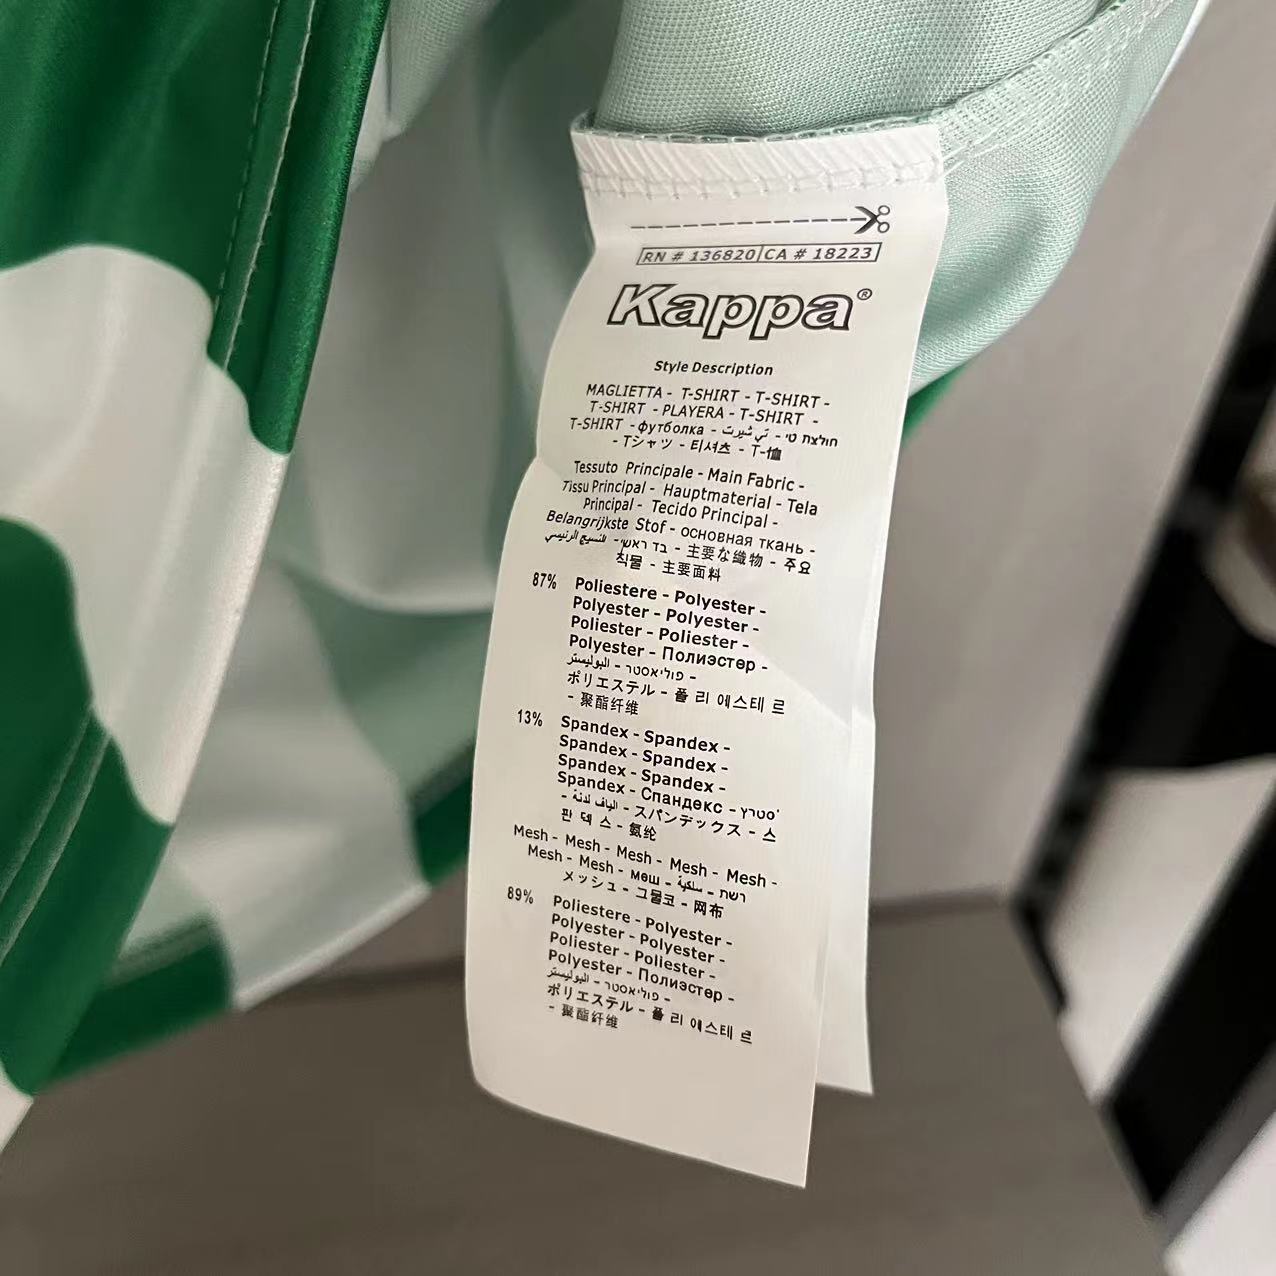 RN # 136820 CA # 18223
Kappa®
Style Description
MAGLIETTA - T-SHIRT - T-SHIRT -
T-SHIRT - PLAYERA - T-SHIRT -
T-SHIRT - футболка - تي شيرت - חולצת טי -
- Tシャツ - 티셔츠 - T-恤
Tessuto Principale - Main Fabric -
Tissu Principal - Hauptmaterial - Tela
Principal - Tecido Principal -
Belangrijkste Stof - основная ткань -
النسيج الرئيسي - בד ראשי - 主要な織物 - 주요
직물 - 主要面料
87% Poliestere - Polyester -
Polyester - Polyester -
Poliester - Poliester -
Polyester - Полиэстер -
البوليستر - פוליאסטר -
ポリエステル - 폴 리 에스테 르
- 聚酯纤维
13% Spandex - Spandex -
Spandex - Spandex -
Spandex - Spandex -
Spandex - Спандекс - סטרץ'
- الياف لدنة - スパンデックス - 스
판 덱 스 - 氨纶
Mesh - Mesh - Mesh - Mesh - Mesh -
Mesh - Mesh - меш - سلكية - רשת
メッシュ - 그물코 - 网布
89% Poliestere - Polyester -
Polyester - Polyester -
Poliester - Poliester -
Polyester - Полиэстер -
البوليستر - פוליאסטר -
ポリエステル - 폴 리 에스테 르
- 聚酯纤维